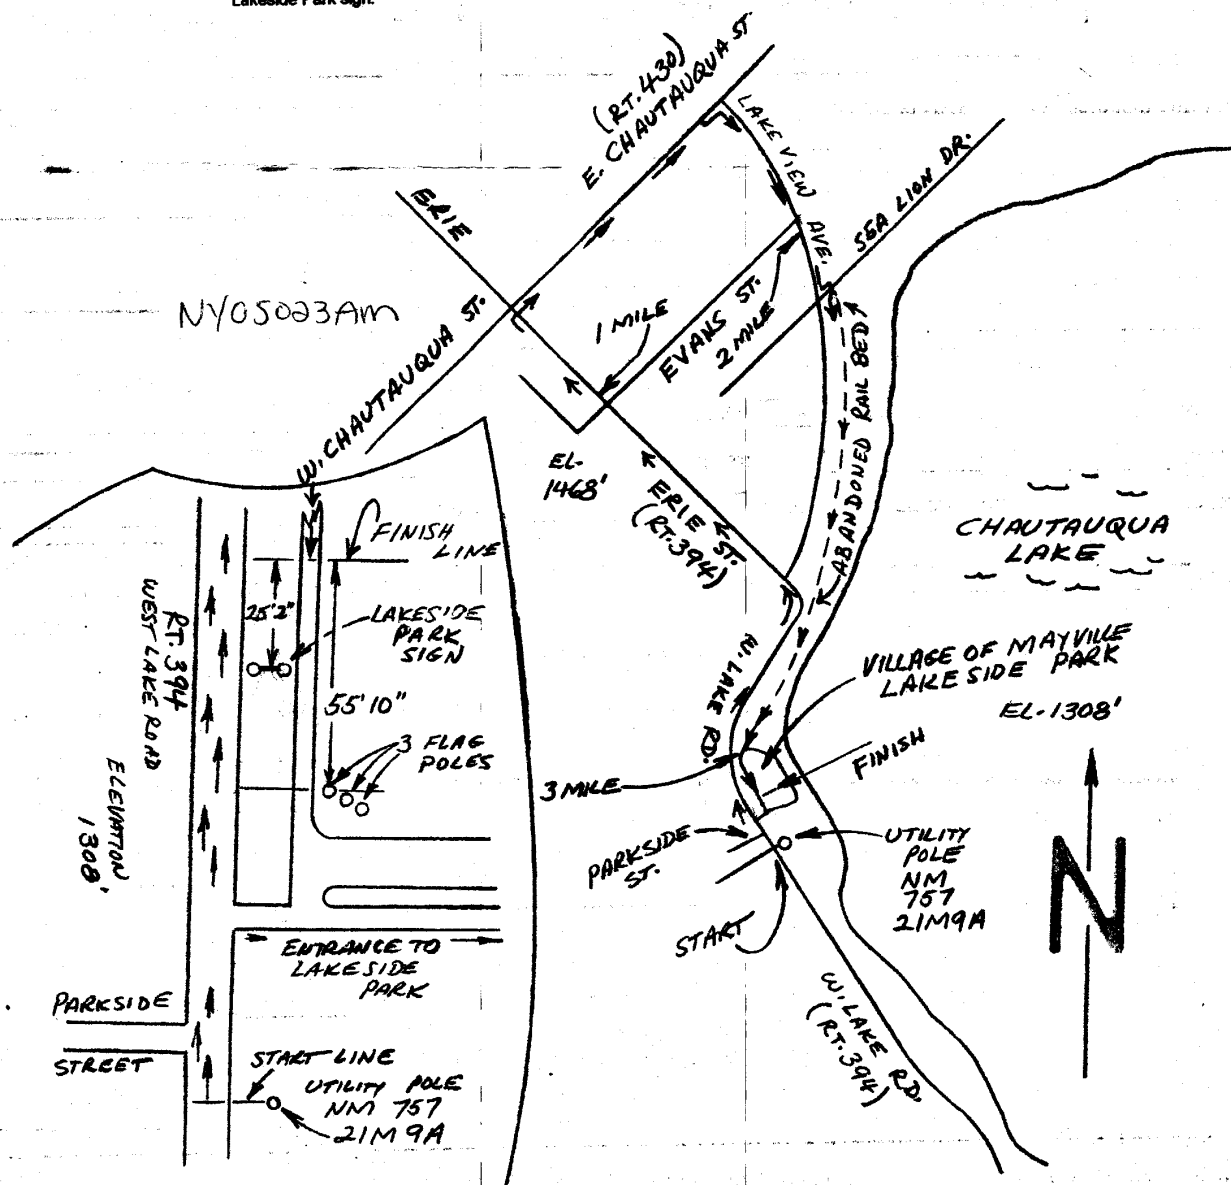 Lakeside Park sign.
(RT. 430)
E. CHAUTAUQUA ST.
LAKEVIEW AVE.
SEA LION DR.
ERIE
NY05023AM
W. CHAUTAUQUA ST.
1 MILE
EVANS ST.
2 MILE
ABANDONED RAIL BED
EL.
1468'
ERIE ST.
(RT. 394)
CHAUTAUQUA
LAKE
FINISH
LINE
25'2"
LAKESIDE
PARK
SIGN
RT. 394
WEST LAKE ROAD
55'10"
3 FLAG
POLES
ELEVATION
1308'
W. LAKE RD.
VILLAGE OF MAYVILLE
LAKESIDE PARK
EL. 1308'
FINISH
3 MILE
PARKSIDE
ST.
UTILITY
POLE
NM
757
21M9A
START
N
ENTRANCE TO
LAKESIDE
PARK
PARKSIDE
STREET
START LINE
UTILITY POLE
NM 757
21M9A
W. LAKE RD.
(RT. 394)